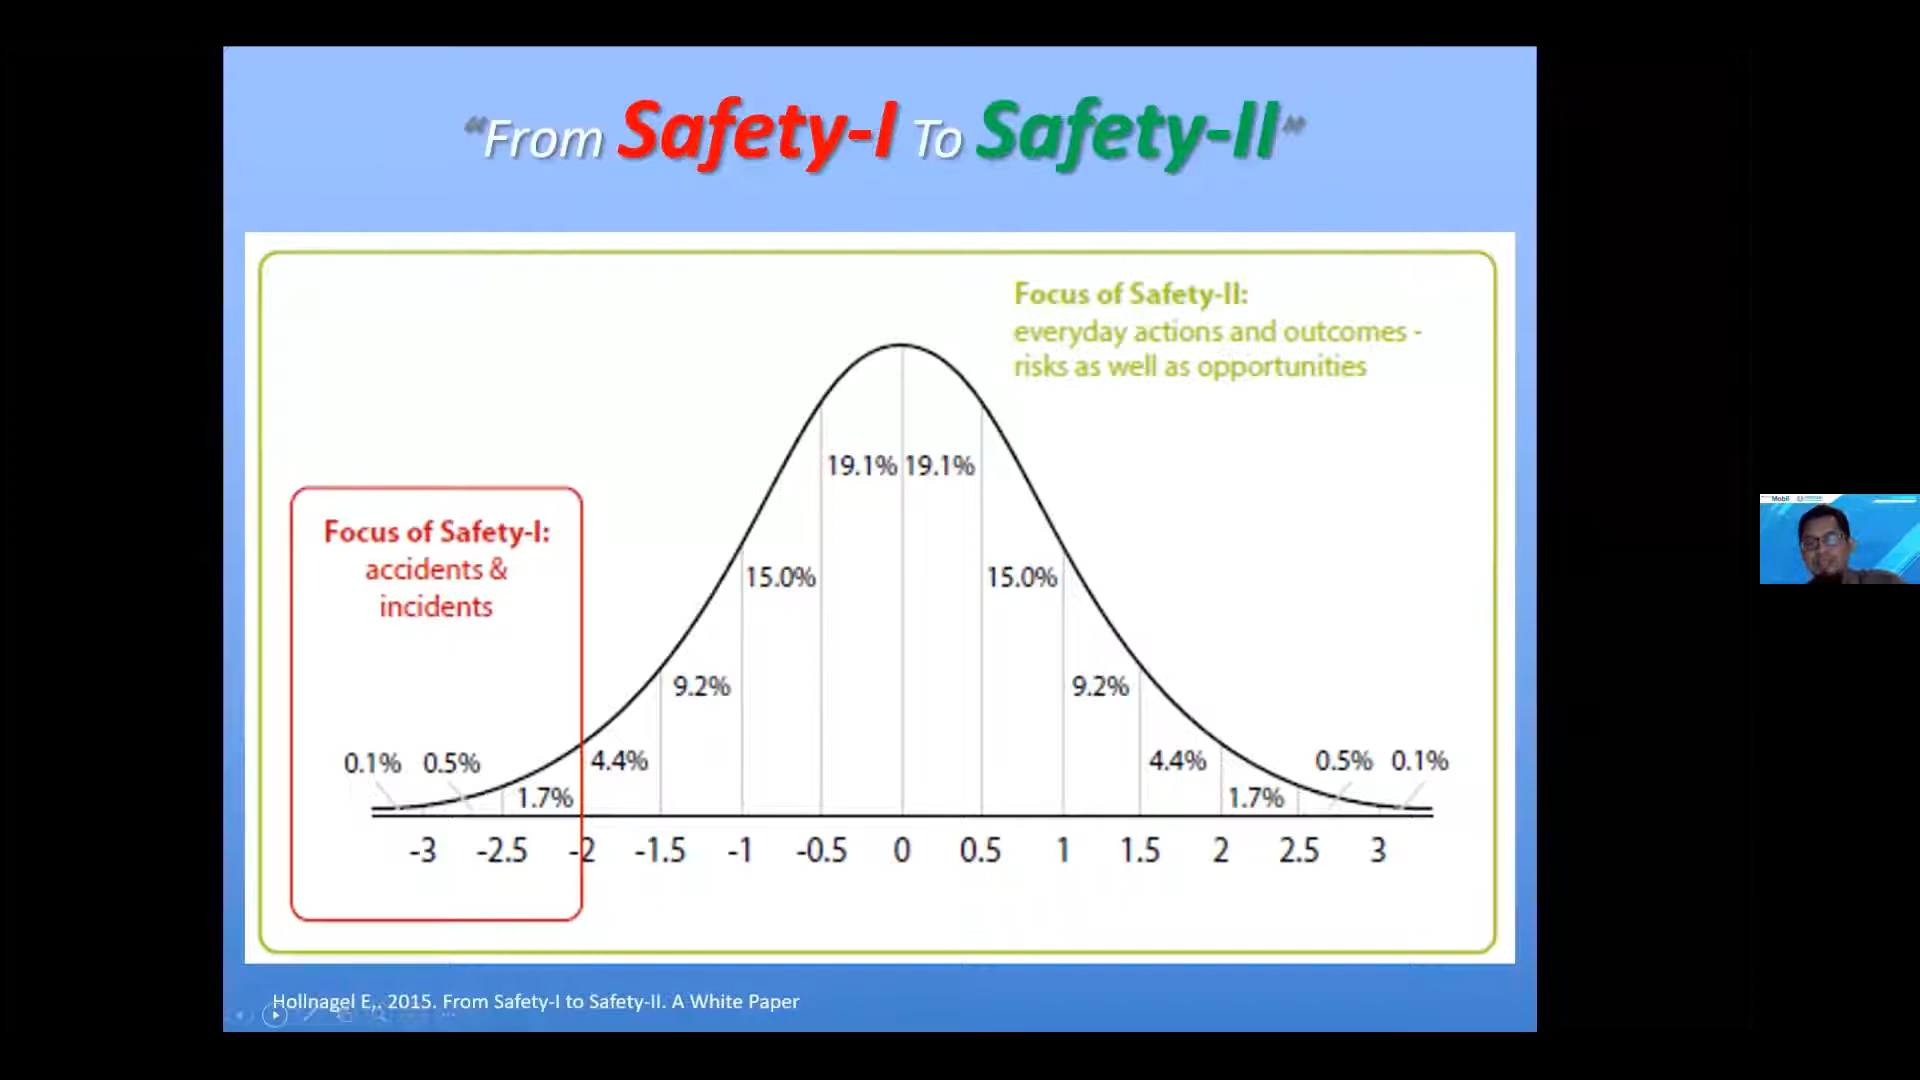 “From Safety-I To Safety-II”
Focus of Safety-II:
everyday actions and outcomes -
risks as well as opportunities
19.1% 19.1%
Focus of Safety-I:
accidents &
incidents
15.0% 15.0%
9.2% 9.2%
0.1% 0.5% 4.4% 4.4% 0.5% 0.1%
1.7% 1.7%
-3 -2.5 -2 -1.5 -1 -0.5 0 0.5 1 1.5 2 2.5 3
Hollnagel E,. 2015. From Safety-I to Safety-II. A White Paper
Mobil